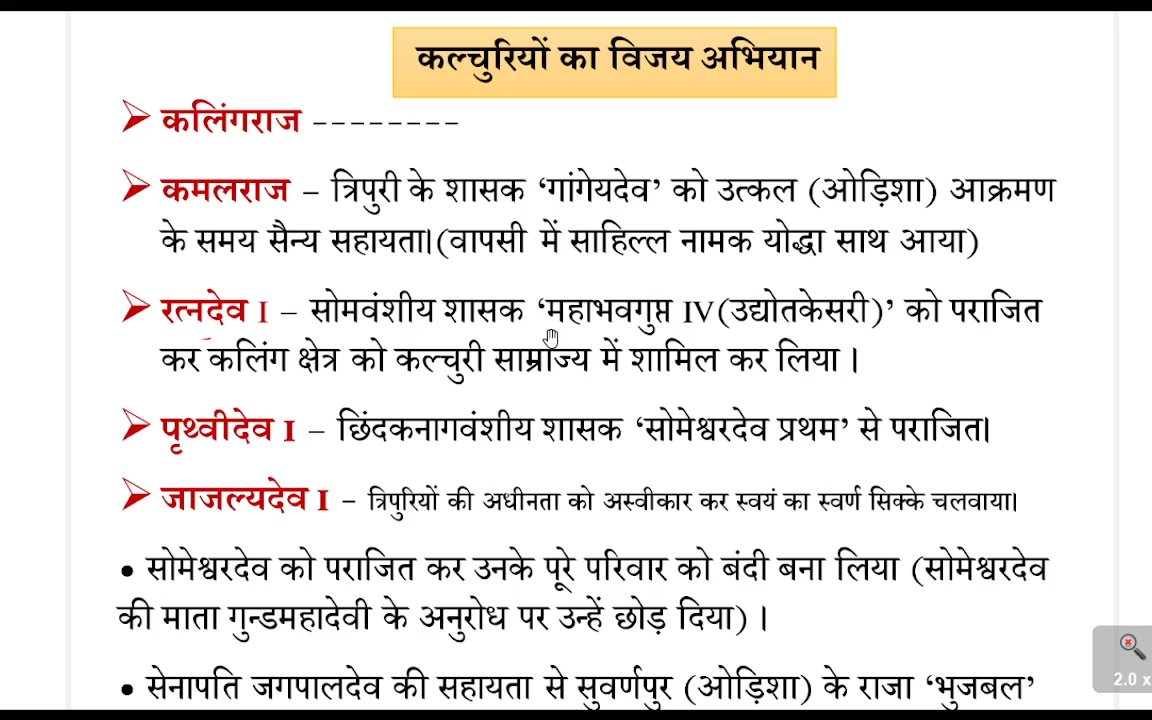 कल्चुरियों का विजय अभियान
➢ कलिंगराज --------
➢ कमलराज – त्रिपुरी के शासक ‘गांगेयदेव’ को उत्कल (ओड़िशा) आक्रमण
के समय सैन्य सहायता।(वापसी में साहिल्ल नामक योद्धा साथ आया)
➢ रत्नदेव I – सोमवंशीय शासक ‘महाभवगुप्त IV(उद्योतकेसरी)’ को पराजित
कर कलिंग क्षेत्र को कल्चुरी साम्राज्य में शामिल कर लिया ।
➢ पृथ्वीदेव I – छिंदकनागवंशीय शासक ‘सोमेश्वरदेव प्रथम’ से पराजित।
➢ जाजल्यदेव I – त्रिपुरियों की अधीनता को अस्वीकार कर स्वयं का स्वर्ण सिक्के चलवाया।
• सोमेश्वरदेव को पराजित कर उनके पूरे परिवार को बंदी बना लिया (सोमेश्वरदेव
की माता गुन्डमहादेवी के अनुरोध पर उन्हें छोड़ दिया) ।
• सेनापति जगपालदेव की सहायता से सुवर्णपुर (ओड़िशा) के राजा ‘भुजबल’
2.0 x